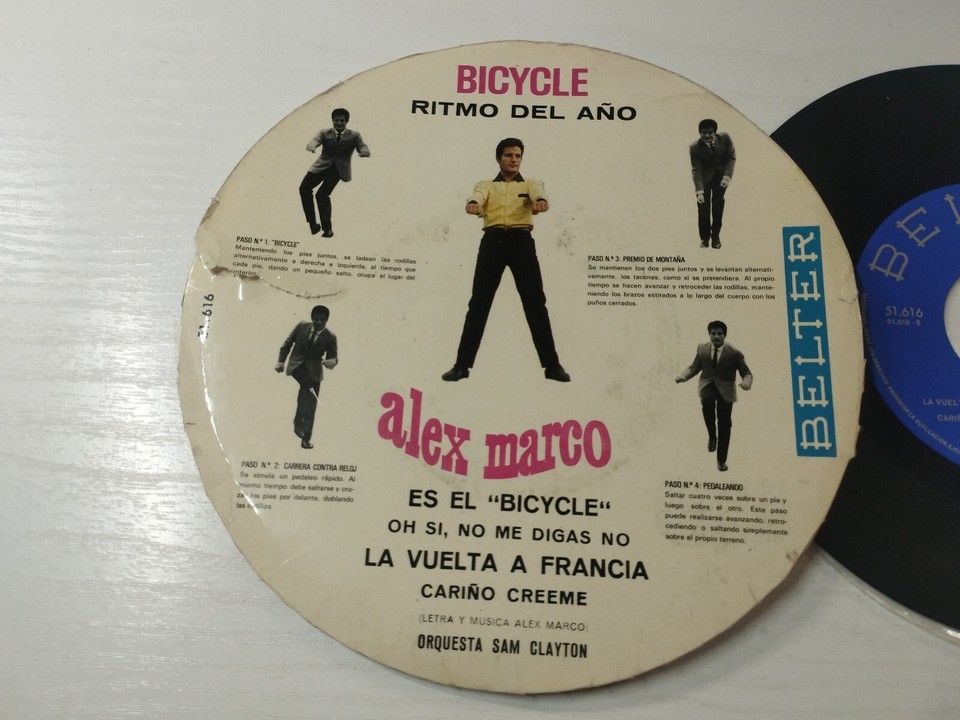 BICYCLE
RITMO DEL AÑO
PASO N.º 1: "BICYCLE"
Manteniendo los pies juntos, se ladean las rodillas
alternativamente a derecha e izquierda, al tiempo que
cada pie, dando un pequeño salto, ocupa el lugar del
anterior.
PASO N.º 3: PREMIO DE MONTAÑA
Se mantienen los dos pies juntos y se levantan alternati-
vamente, los tacones, como si se pretendiera. Al propio
tiempo se hacen avanzar y retroceder las rodillas, mante-
niendo los brazos estirados a lo largo del cuerpo con los
puños cerrados.
51.616
BELTER
alex marco
PASO N.º 2: CARRERA CONTRA RELOJ
Se simula un pedaleo rápido. Al
mismo tiempo debe saltarse y cru-
zar los pies por delante, doblando
las rodillas
PASO N.º 4: PEDALEANDO
Saltar cuatro veces sobre un pie y
luego sobre el otro. Este paso
puede realizarse avanzando, retro-
cediendo o saltando simplemente
sobre el propio terreno.
ES EL "BICYCLE"
OH SI, NO ME DIGAS NO
LA VUELTA A FRANCIA
CARIÑO CREEME
(LETRA Y MUSICA ALEX MARCO)
ORQUESTA SAM CLAYTON
BEL
51.616
51.616-B
LA VUEL
CARIÑ